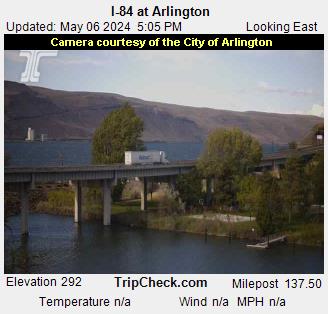 I-84 at Arlington
Updated: May 06 2024 5:05 PM Looking East
Camera courtesy of the City of Arlington
Elevation 292 TripCheck.com Milepost 137.50
Temperature n/a Wind n/a MPH n/a